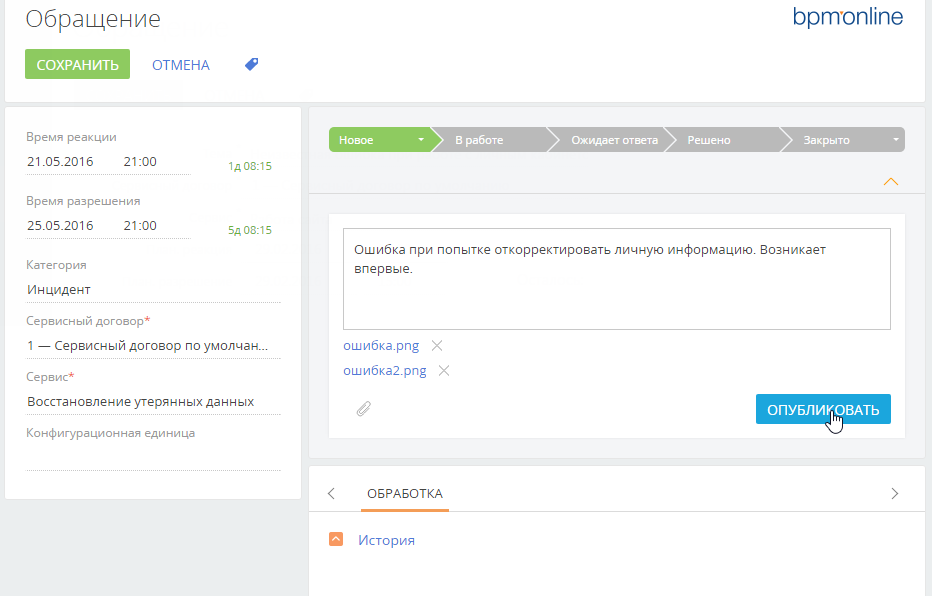 Обращение
bpmonline
СОХРАНИТЬ
ОТМЕНА
Время реакции
21.05.2016 21:00 1д 08:15
Время разрешения
25.05.2016 21:00 5д 08:15
Категория
Инцидент
Сервисный договор*
1 — Сервисный договор по умолчан...
Сервис*
Восстановление утерянных данных
Конфигурационная единица
Новое
В работе
Ожидает ответа
Решено
Закрыто
Ошибка при попытке откорректировать личную информацию. Возникает
впервые.
ошибка.png
ошибка2.png
ОПУБЛИКОВАТЬ
ОБРАБОТКА
История